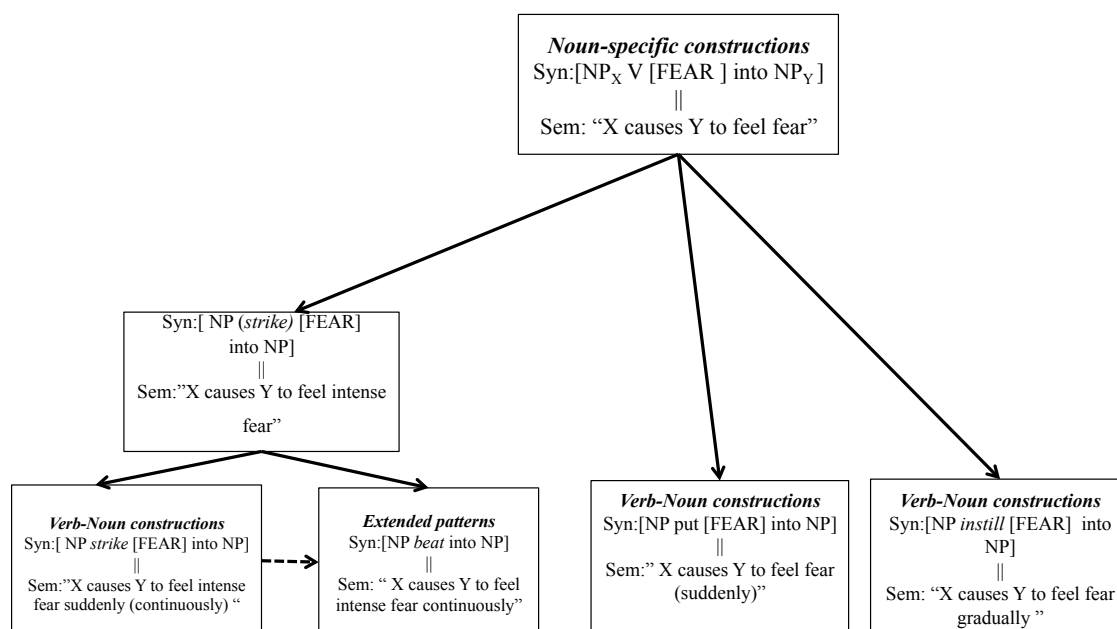 Noun-specific constructions
Syn:[NPX V [FEAR ] into NPY ]
||
Sem: “X causes Y to feel fear”
Syn:[ NP (strike) [FEAR]
into NP]
||
Sem:”X causes Y to feel intense
fear”
Verb-Noun constructions
Syn:[ NP strike [FEAR] into NP]
||
Sem:”X causes Y to feel intense
fear suddenly (continuously) “
Extended patterns
Syn:[NP beat into NP]
||
Sem: “ X causes Y to feel
intense fear continuously”
Verb-Noun constructions
Syn:[NP put [FEAR] into NP]
||
Sem:” X causes Y to feel fear
(suddenly)”
Verb-Noun constructions
Syn:[NP instill [FEAR] into
NP]
||
Sem: “X causes Y to feel fear
gradually ”